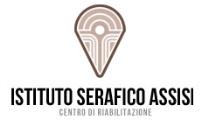 ISTITUTO SERAFICO ASSISI
CENTRO DI RIABILITAZIONE